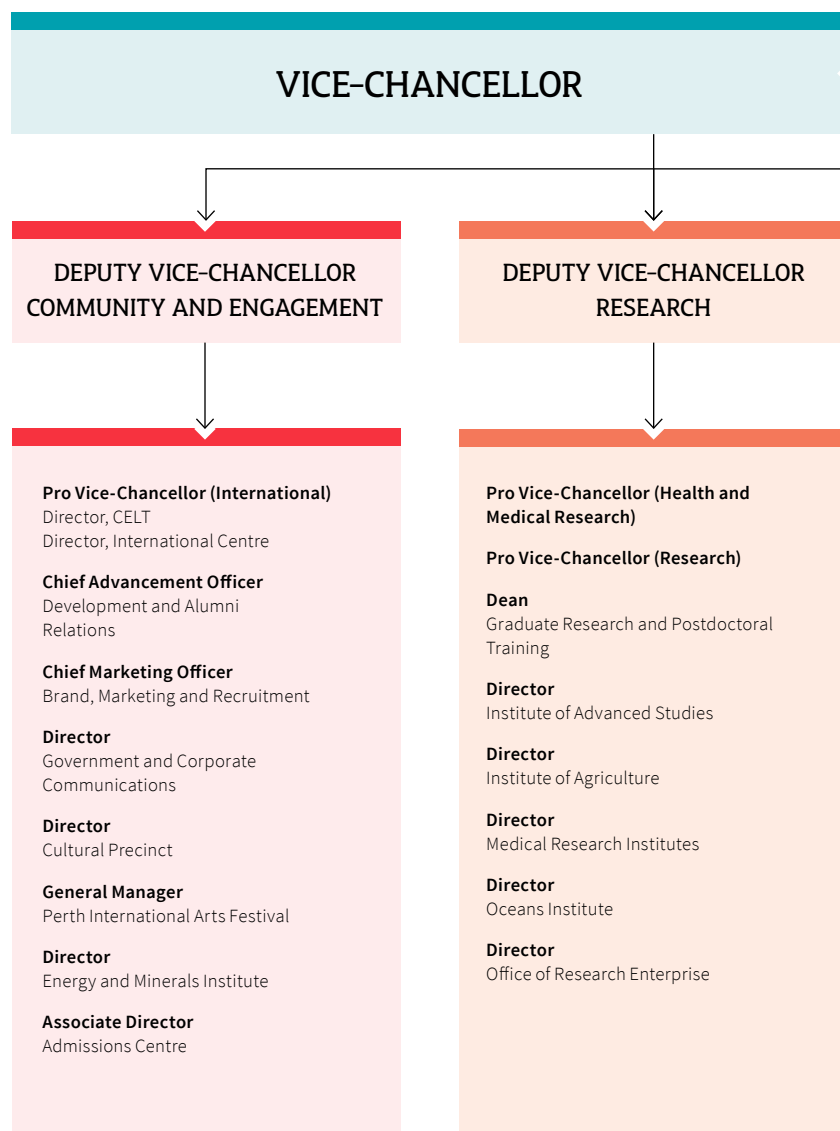 VICE-CHANCELLOR
DEPUTY VICE-CHANCELLOR
COMMUNITY AND ENGAGEMENT
Pro Vice-Chancellor (International)
Director, CELT
Director, International Centre
Chief Advancement Officer
Development and Alumni
Relations
Chief Marketing Officer
Brand, Marketing and Recruitment
Director
Government and Corporate
Communications
Director
Cultural Precinct
General Manager
Perth International Arts Festival
Director
Energy and Minerals Institute
Associate Director
Admissions Centre
DEPUTY VICE-CHANCELLOR
RESEARCH
Pro Vice-Chancellor (Health and
Medical Research)
Pro Vice-Chancellor (Research)
Dean
Graduate Research and Postdoctoral
Training
Director
Institute of Advanced Studies
Director
Institute of Agriculture
Director
Medical Research Institutes
Director
Oceans Institute
Director
Office of Research Enterprise